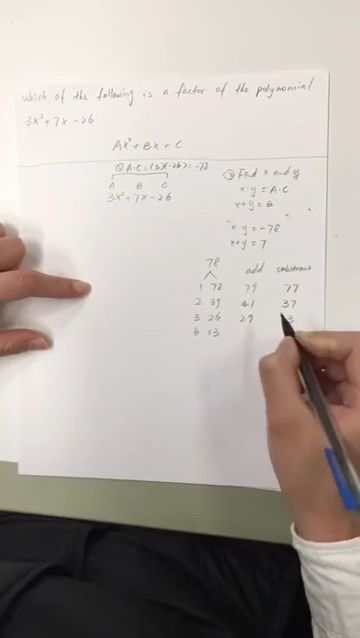 Which of the following is a factor of the polynomial
3x²+7x-26
Ax²+Bx+C
① A·C=(3)(-26)=-78
A B C
3x²+7x-26
② Find x and y
x·y=A·C
x+y=B
x·y=-78
x+y=7
78
add substract
1 78 79 77
2 39 41 37
3 26 29 3
6 13